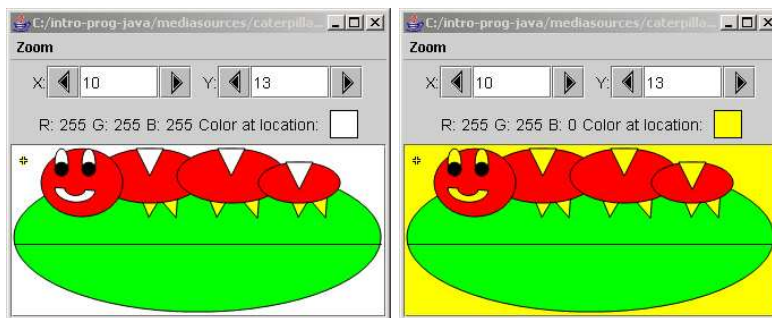 C:/intro-prog-java/mediasources/caterpilla...
Zoom
X: 10 Y: 13
R: 255 G: 255 B: 255 Color at location:
C:/intro-prog-java/mediasources/caterpilla...
Zoom
X: 10 Y: 13
R: 255 G: 255 B: 0 Color at location: